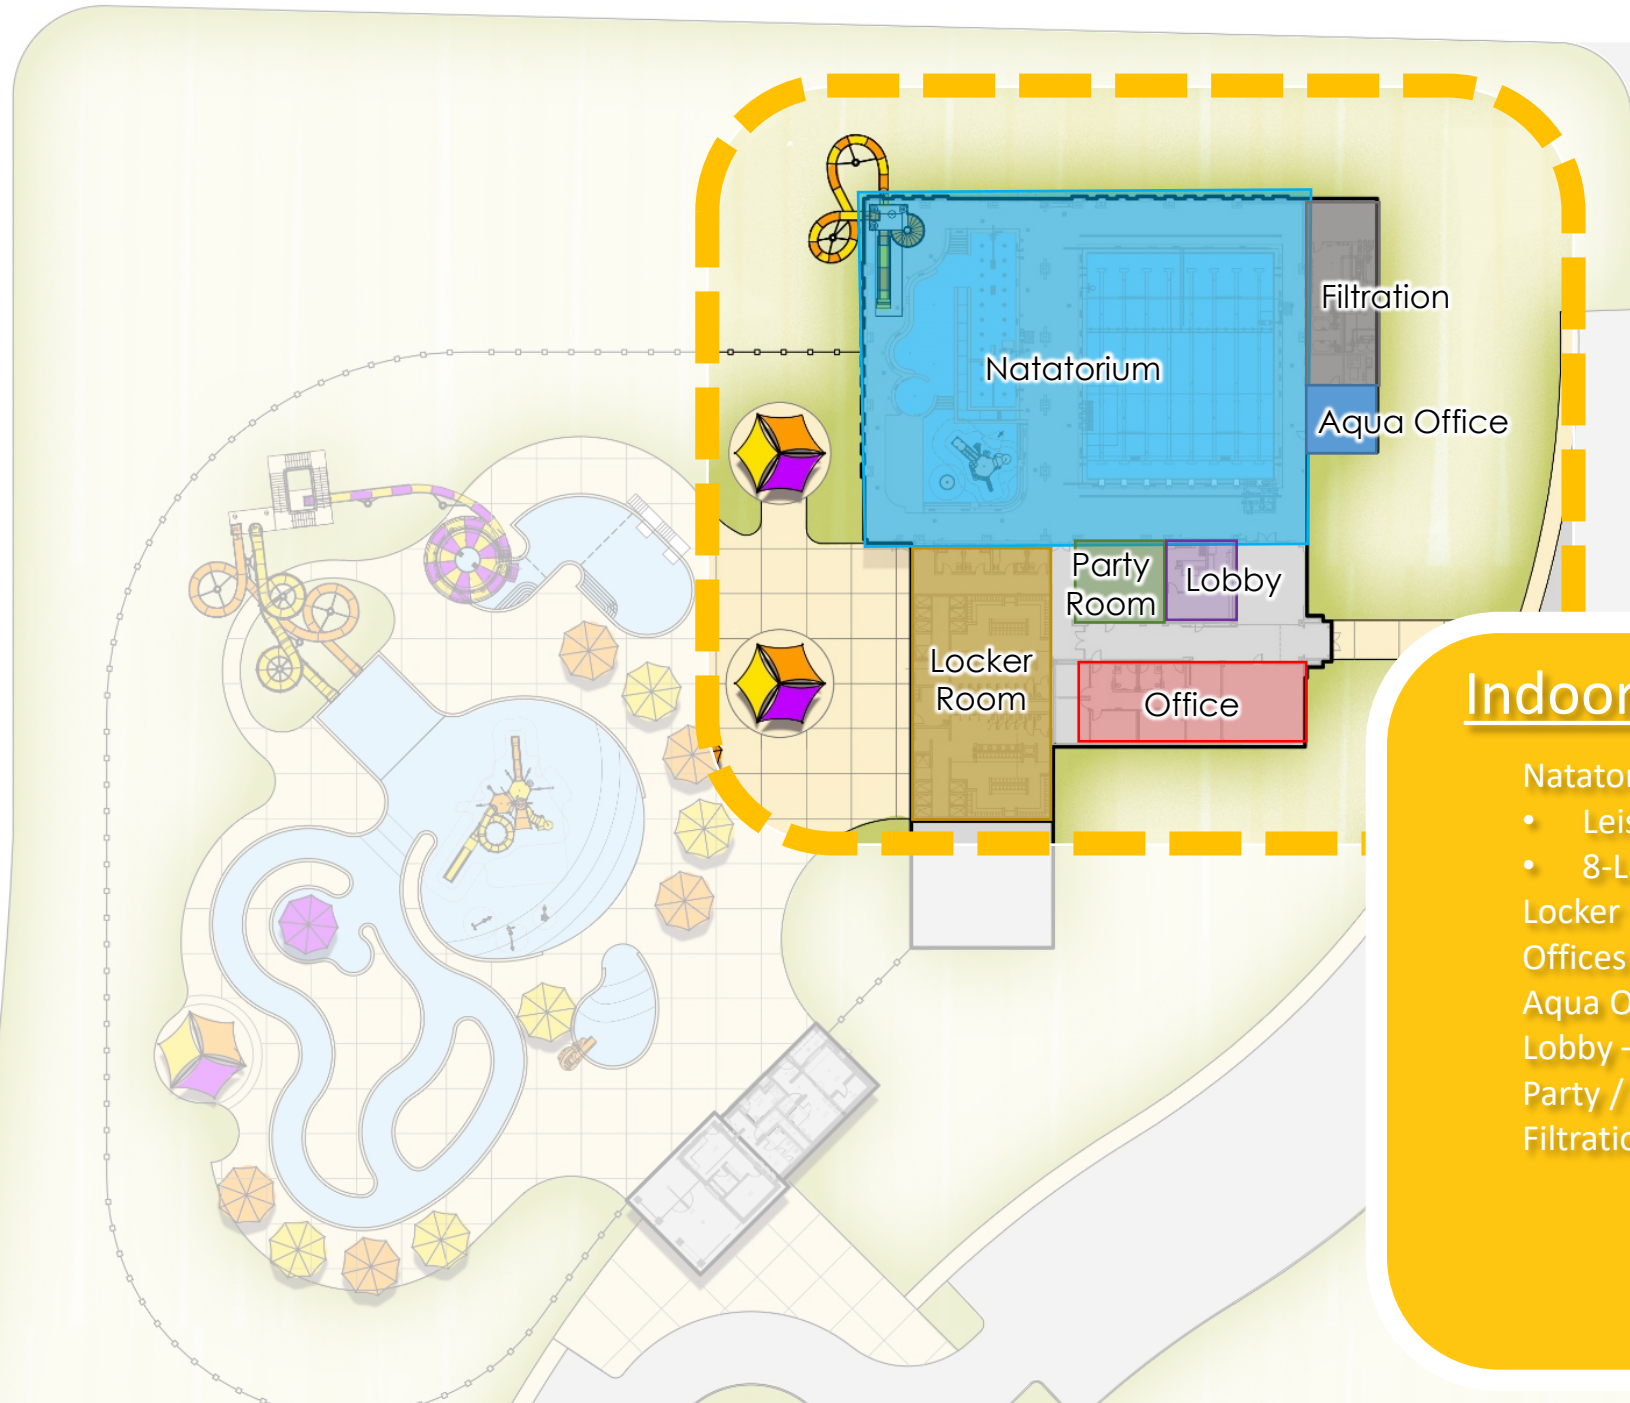 Filtration
Natatorium
Aqua Office
Party
Room
Lobby
Locker
Room
Office
Indoor
Natator
• Leis
• 8-L
Locker
Offices
Aqua O
Lobby -
Party /
Filtratio